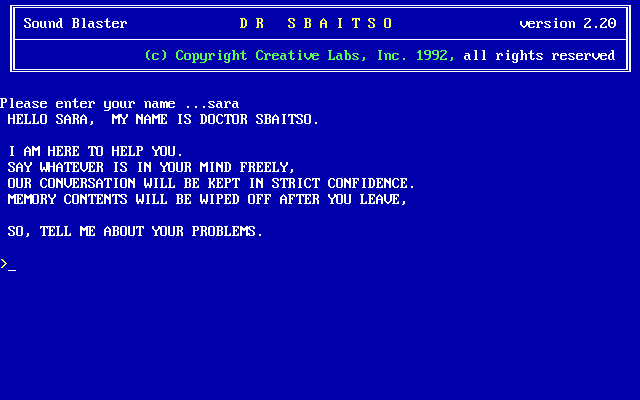 Sound Blaster D R S B A I T S O version 2.20
(c) Copyright Creative Labs, Inc. 1992, all rights reserved
Please enter your name ...sara
HELLO SARA,  MY NAME IS DOCTOR SBAITSO.
I AM HERE TO HELP YOU.
SAY WHATEVER IS IN YOUR MIND FREELY,
OUR CONVERSATION WILL BE KEPT IN STRICT CONFIDENCE.
MEMORY CONTENTS WILL BE WIPED OFF AFTER YOU LEAVE,
SO, TELL ME ABOUT YOUR PROBLEMS.
>_